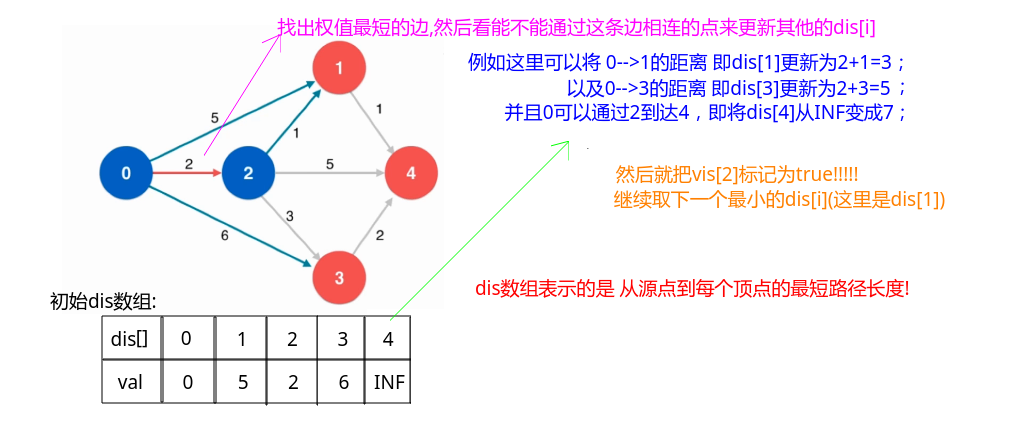 找出权值最短的边,然后看能不能通过这条边相连的点来更新其他的dis[i]
例如这里可以将 0-->1的距离 即dis[1]更新为2+1=3；
以及0-->3的距离 即dis[3]更新为2+3=5 ；
并且0可以通过2到达4，即将dis[4]从INF变成7；
然后就把vis[2]标记为true!!!!!
继续取下一个最小的dis[i](这里是dis[1])
dis数组表示的是 从源点到每个顶点的最短路径长度!
1
5
1
1
0
2
2
5
4
6
3
2
3
初始dis数组:
dis[] 0 1 2 3 4
val 0 5 2 6 INF